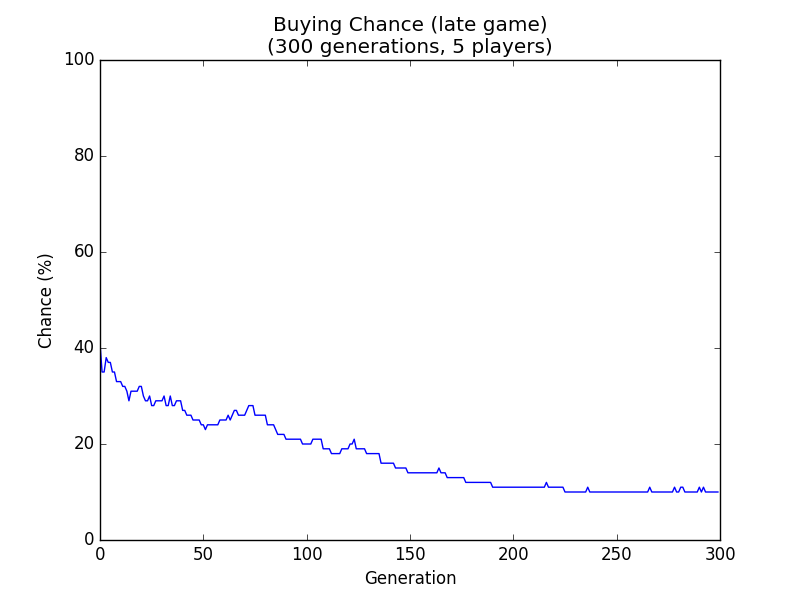 Buying Chance (late game)
(300 generations, 5 players)
100
80
60
40
20
0
Chance (%)
0 50 100 150 200 250 300
Generation